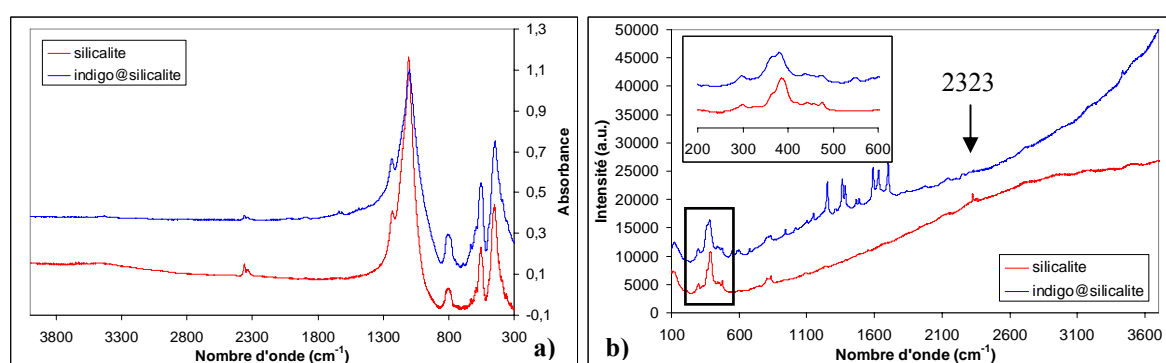 silicalite
indigo@silicalite
1,3
1,1
0,9
0,7
0,5
0,3
0,1
-0,1
Absorbance
3800 3300 2800 2300 1800 1300 800 300
Nombre d'onde (cm-1)
a)
50000
45000
40000
35000
30000
25000
20000
15000
10000
5000
0
Intensité (a.u.)
200 300 400 500 600
2323
silicalite
indigo@silicalite
100 600 1100 1600 2100 2600 3100 3600
Nombre d'onde (cm-1)
b)